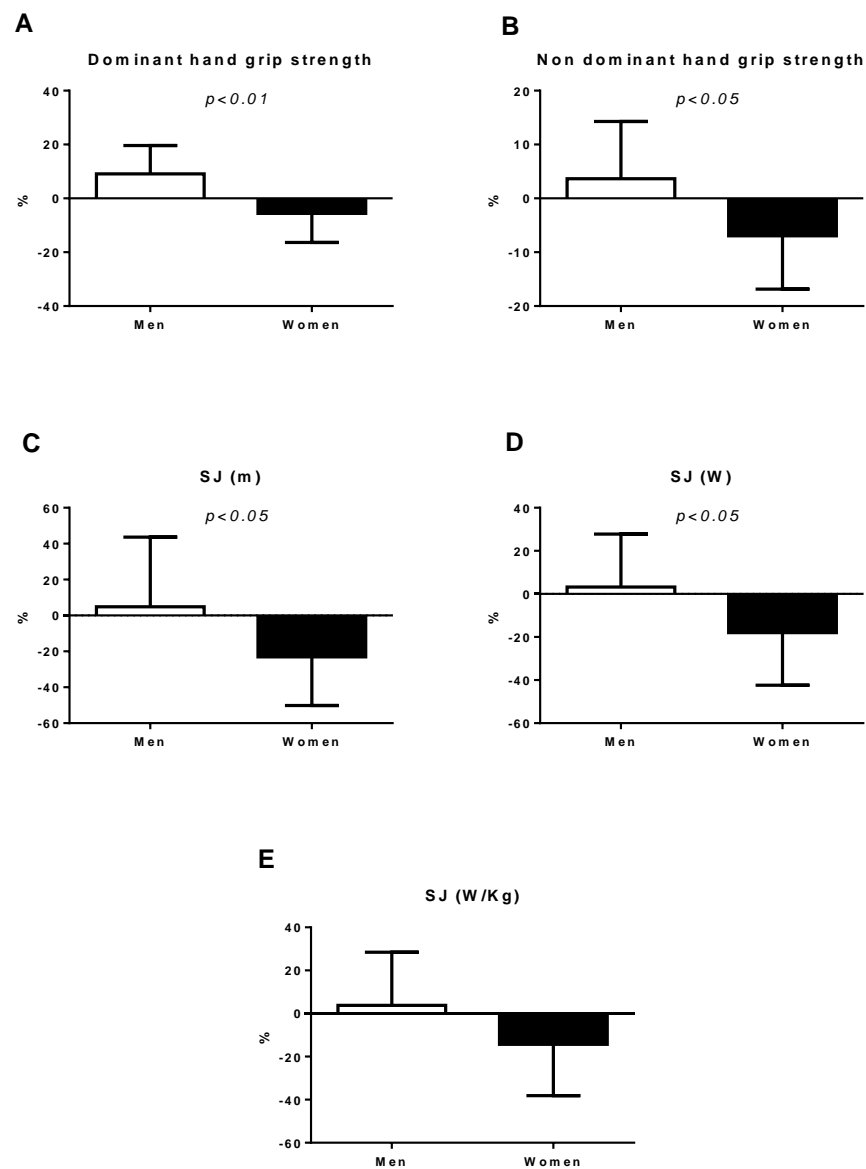 A
Dominant hand grip strength
p<0.01
40
20
0
-20
-40
%
Men
Women
B
Non dominant hand grip strength
p<0.05
20
10
0
-10
-20
%
Men
Women
C
SJ (m)
p<0.05
60
40
20
0
-20
-40
-60
%
Men
Women
D
SJ (W)
p<0.05
40
20
0
-20
-40
-60
%
Men
Women
E
SJ (W/Kg)
40
20
0
-20
-40
-60
%
Men
Women